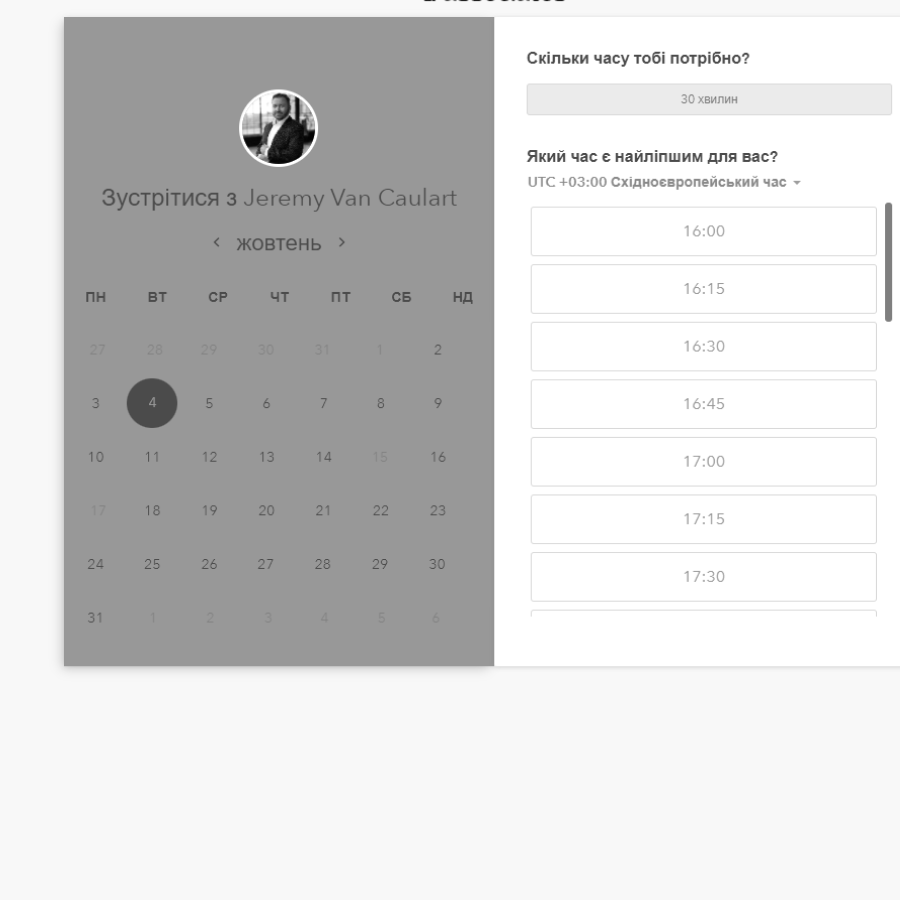 Зустрітися з Jeremy Van Caulart
жовтень
ПН ВТ СР ЧТ ПТ СБ НД
27 28 29 30 31 1 2
3 4 5 6 7 8 9
10 11 12 13 14 15 16
17 18 19 20 21 22 23
24 25 26 27 28 29 30
31 1 2 3 4 5 6
Скільки часу тобі потрібно?
30 хвилин
Який час є найліпшим для вас?
UTC +03:00 Східноєвропейський час
16:00
16:15
16:30
16:45
17:00
17:15
17:30